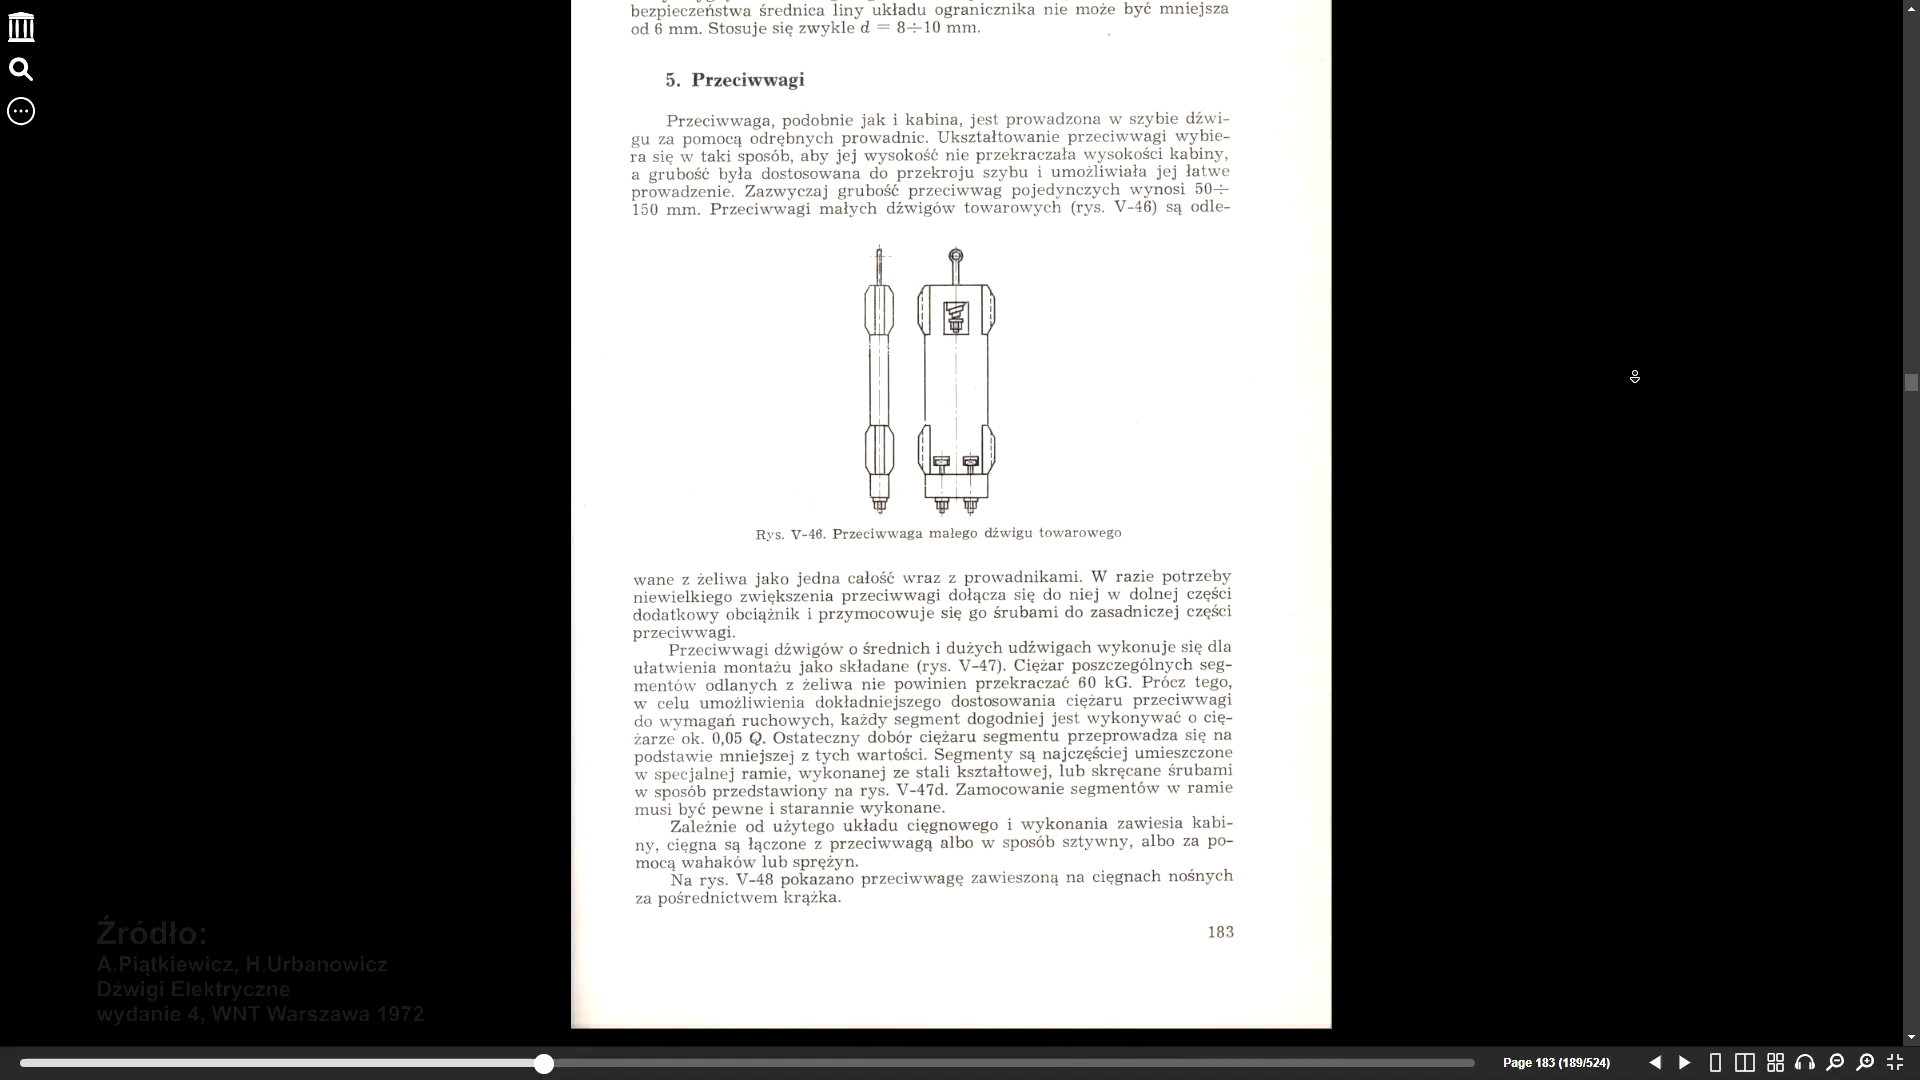 bezpieczeństwa średnica liny układu ogranicznika nie może być mniejsza
od 6 mm. Stosuje się zwykle d = 8÷10 mm.
5. Przeciwwagi
Przeciwwaga, podobnie jak i kabina, jest prowadzona w szybie dźwi-
gu za pomocą odrębnych prowadnic. Ukształtowanie przeciwwagi wybie-
ra się w taki sposób, aby jej wysokość nie przekraczała wysokości kabiny,
a grubość była dostosowana do przekroju szybu i umożliwiała jej łatwe
prowadzenie. Zazwyczaj grubość przeciwwag pojedynczych wynosi 50÷
150 mm. Przeciwwagi małych dźwigów towarowych (rys. V-46) są odle-
Rys. V-46. Przeciwwaga małego dźwigu towarowego
wane z żeliwa jako jedna całość wraz z prowadnikami. W razie potrzeby
niewielkiego zwiększenia przeciwwagi dołącza się do niej w dolnej części
dodatkowy obciążnik i przymocowuje się go śrubami do zasadniczej części
przeciwwagi.
Przeciwwagi dźwigów o średnich i dużych udźwigach wykonuje się dla
ułatwienia montażu jako składane (rys. V-47). Ciężar poszczególnych seg-
mentów odlanych z żeliwa nie powinien przekraczać 60 kG. Prócz tego,
w celu umożliwienia dokładniejszego dostosowania ciężaru przeciwwagi
do wymagań ruchowych, każdy segment dogodniej jest wykonywać o cię-
żarze ok. 0,05 Q. Ostateczny dobór ciężaru segmentu przeprowadza się na
podstawie mniejszej z tych wartości. Segmenty są najczęściej umieszczone
w specjalnej ramie, wykonanej ze stali kształtowej, lub skręcane śrubami
w sposób przedstawiony na rys. V-47d. Zamocowanie segmentów w ramie
musi być pewne i starannie wykonane.
Zależnie od użytego układu cięgnowego i wykonania zawiesia kabi-
ny, cięgna są łączone z przeciwwagą albo w sposób sztywny, albo za po-
mocą wahaków lub sprężyn.
Na rys. V-48 pokazano przeciwwagę zawieszoną na cięgnach nośnych
za pośrednictwem krążka.
183
Źródło:
A.Piątkiewicz, H.Urbanowicz
Dźwigi Elektryczne
wydanie 4, WNT Warszawa 1972
Page 183 (189/524)